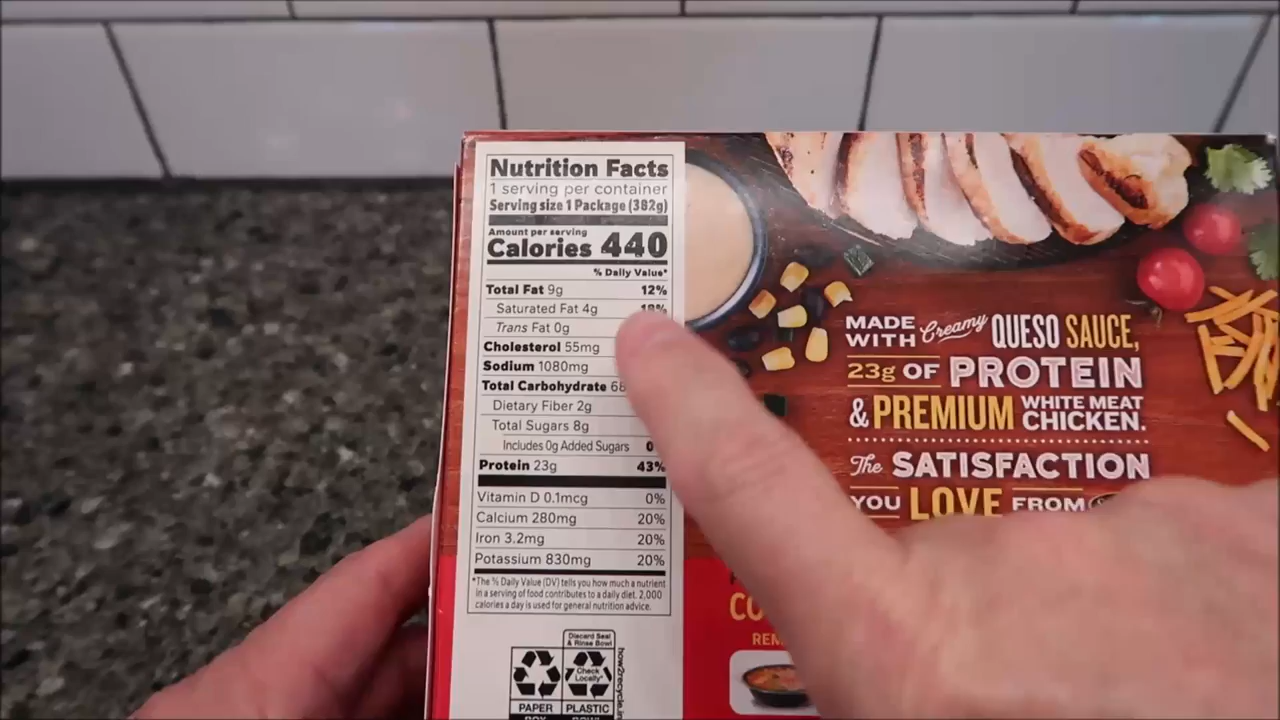 Nutrition Facts
1 serving per container
Serving size 1 Package (382g)
Amount per serving
Calories 440
% Daily Value*
Total Fat 9g 12%
Saturated Fat 4g
Trans Fat 0g
Cholesterol 55mg
Sodium 1080mg
Total Carbohydrate
Dietary Fiber 2g
Total Sugars 8g
Includes 0g Added Sugars
Protein 23g 43%
Vitamin D 0.1mcg 0%
Calcium 280mg 20%
Iron 3.2mg 20%
Potassium 830mg 20%
*The % Daily Value (DV) tells you how much a nutrient
in a serving of food contributes to a daily diet. 2,000
calories a day is used for general nutrition advice.
Discard Seal
& Rinse Bowl
Check
Locally*
how2recycle.in
PAPER PLASTIC
MADE WITH Creamy QUESO SAUCE,
23g OF PROTEIN
& PREMIUM WHITE MEAT CHICKEN.
The SATISFACTION
YOU LOVE FROM